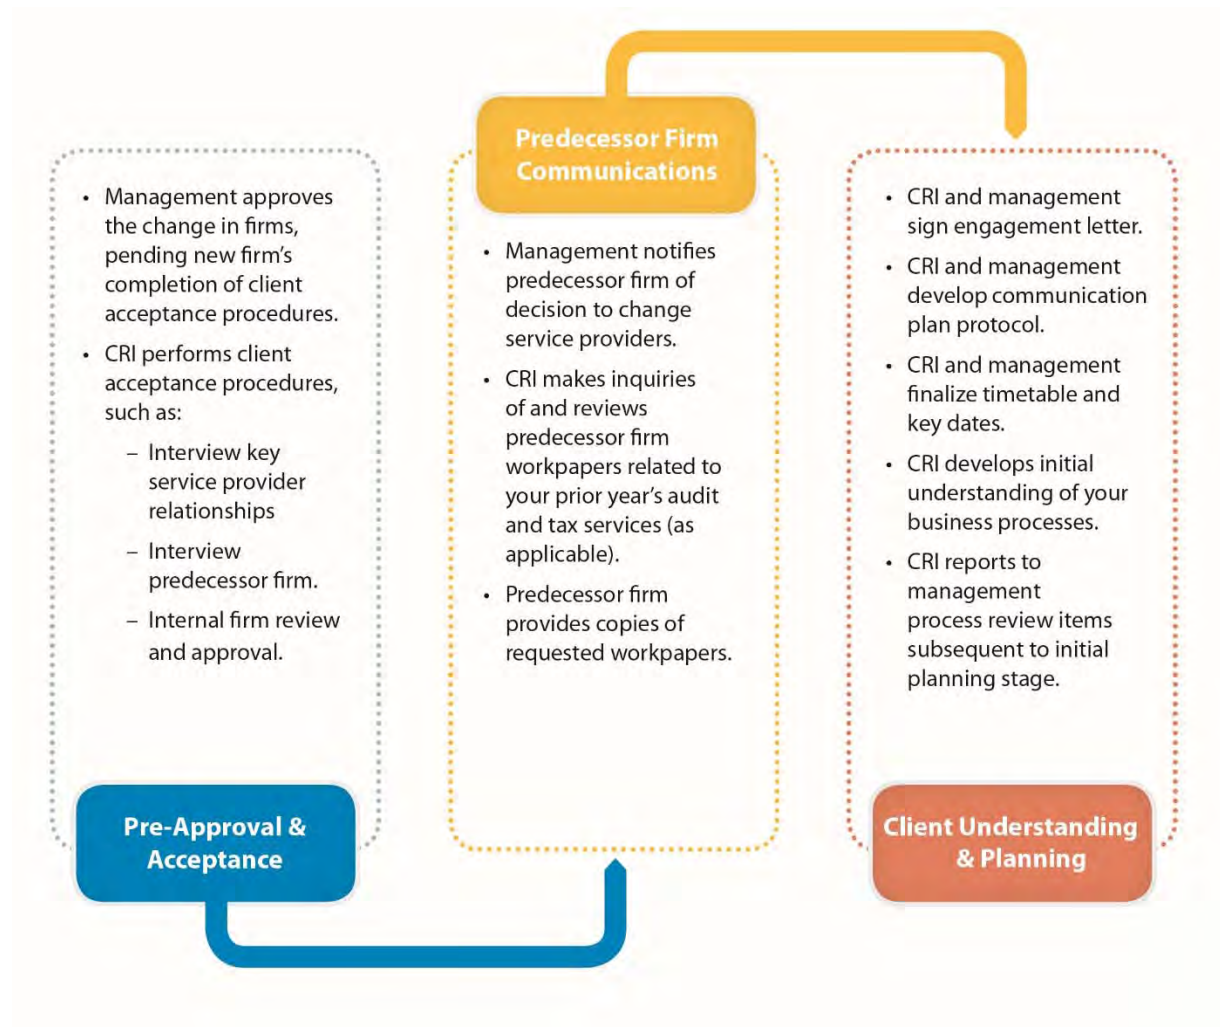 • Management approves
the change in firms,
pending new firm's
completion of client
acceptance procedures.
• CRI performs client
acceptance procedures,
such as:
– Interview key
service provider
relationships
– Interview
predecessor firm.
– Internal firm review
and approval.
Pre-Approval &
Acceptance
Predecessor Firm
Communications
• Management notifies
predecessor firm of
decision to change
service providers.
• CRI makes inquiries
of and reviews
predecessor firm
workpapers related to
your prior year's audit
and tax services (as
applicable).
• Predecessor firm
provides copies of
requested workpapers.
• CRI and management
sign engagement letter.
• CRI and management
develop communication
plan protocol.
• CRI and management
finalize timetable and
key dates.
• CRI develops initial
understanding of your
business processes.
• CRI reports to
management
process review items
subsequent to initial
planning stage.
Client Understanding
& Planning